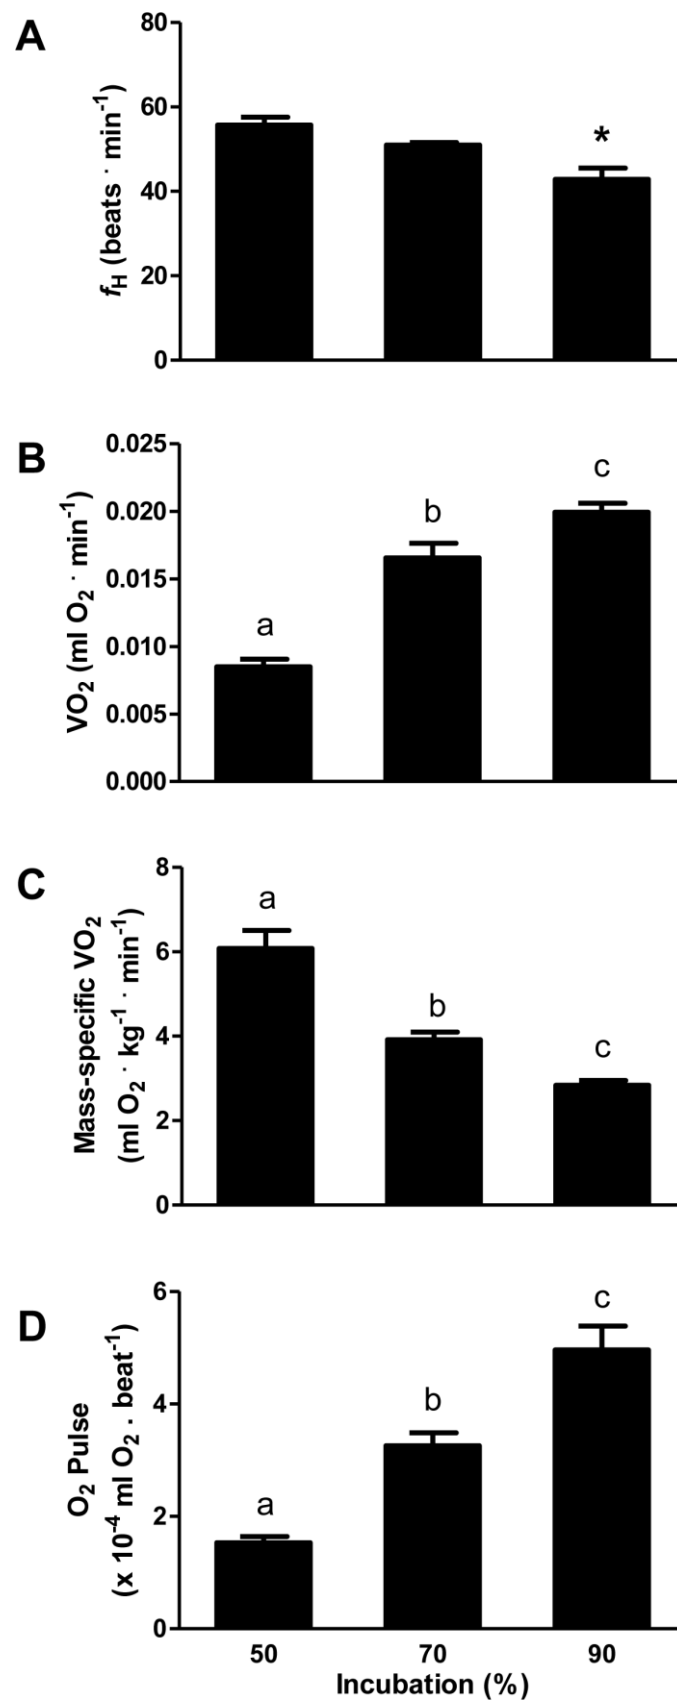 A
80
60
40
20
0
fH (beats · min-1)
*
B
0.025
0.020
0.015
0.010
0.005
0.000
VO2 (ml O2 · min-1)
a
b
c
C
8
6
4
2
0
Mass-specific VO2
(ml O2 · kg-1 · min-1)
a
b
c
D
6
4
2
0
O2 Pulse
(x 10-4 ml O2 . beat-1)
a
b
c
50 70 90
Incubation (%)